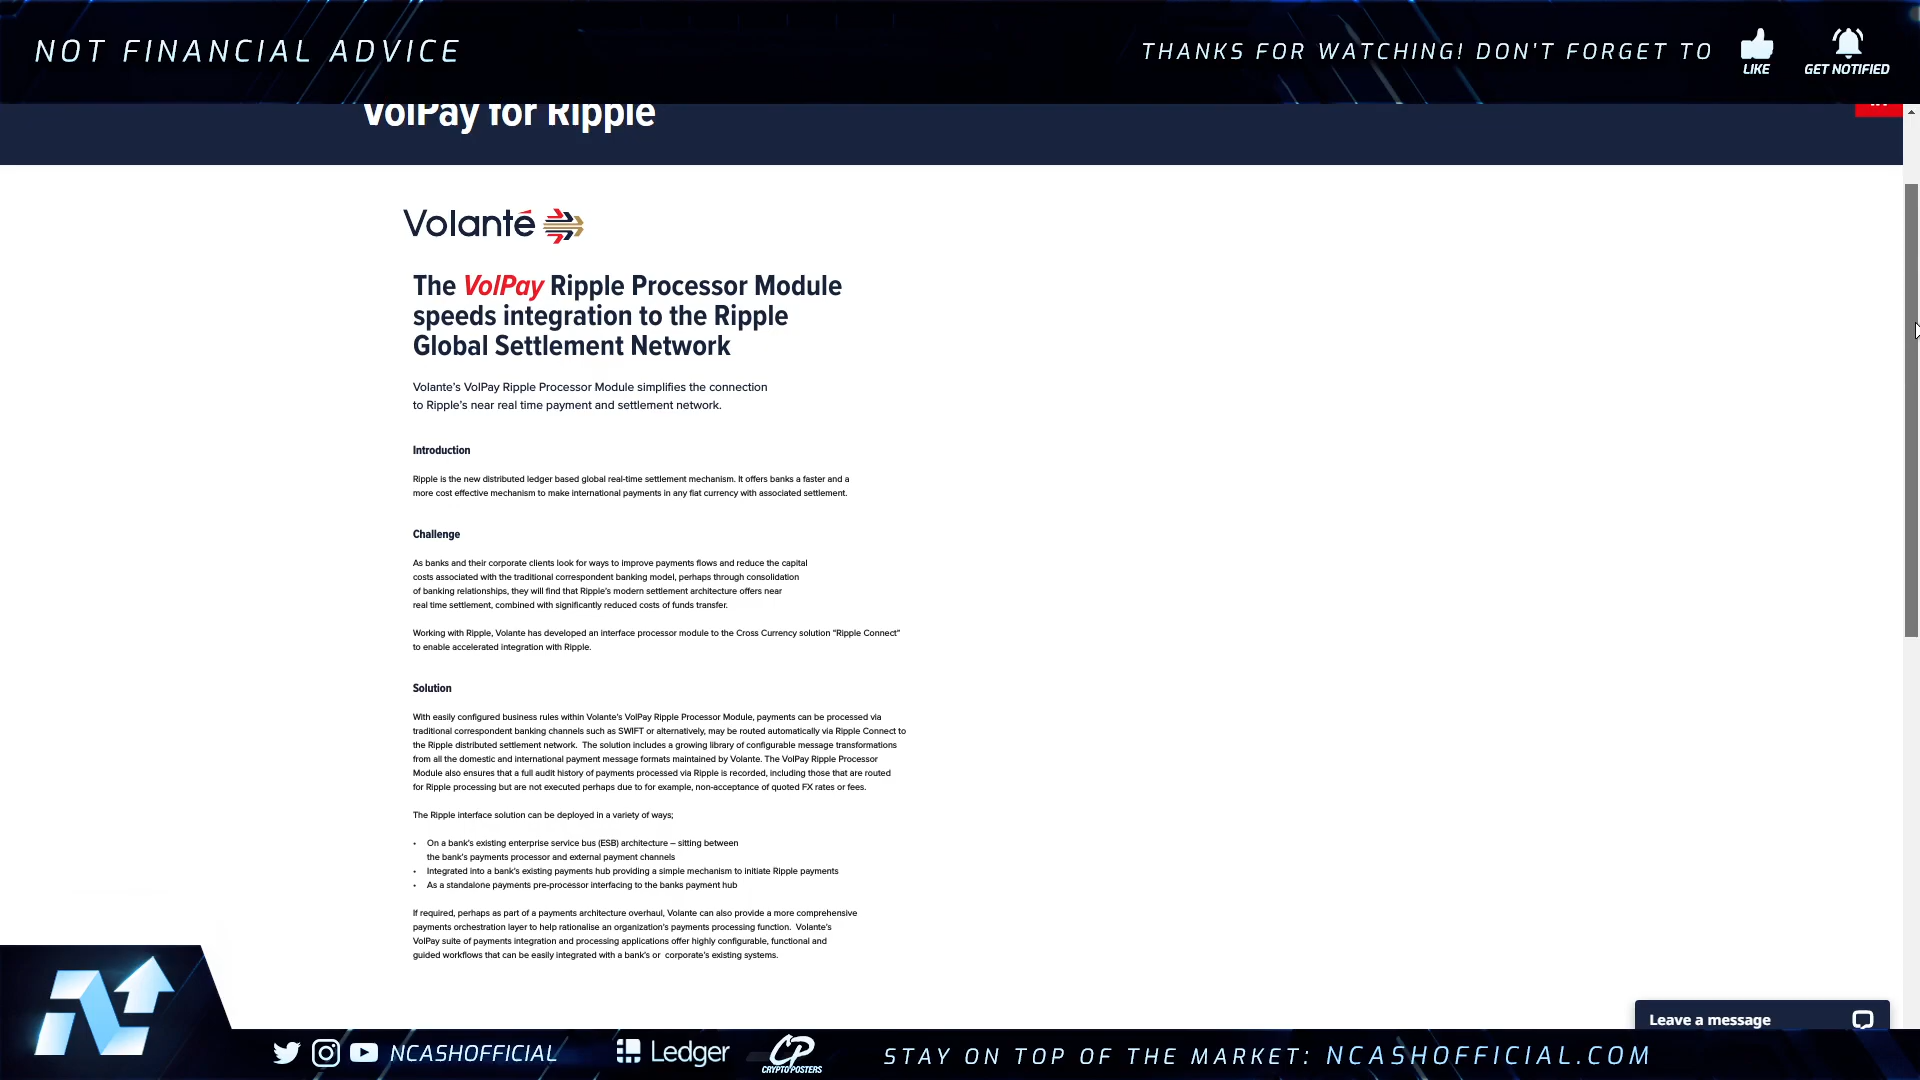 NOT FINANCIAL ADVICE
THANKS FOR WATCHING! DON'T FORGET TO
LIKE
GET NOTIFIED
VolPay for Ripple
Volanté
The VolPay Ripple Processor Module
speeds integration to the Ripple
Global Settlement Network
Volante's VolPay Ripple Processor Module simplifies the connection
to Ripple's near real time payment and settlement network.
Introduction
Ripple is the new distributed ledger based global real-time settlement mechanism. It offers banks a faster and a
more cost effective mechanism to make international payments in any fiat currency with associated settlement.
Challenge
As banks and their corporate clients look for ways to improve payments flows and reduce the capital
costs associated with the traditional correspondent banking model, perhaps through consolidation
of banking relationships, they will find that Ripple's modern settlement architecture offers near
real time settlement, combined with significantly reduced costs of funds transfer.
Working with Ripple, Volante has developed an interface processor module to the Cross Currency solution "Ripple Connect"
to enable accelerated integration with Ripple.
Solution
With easily configured business rules within Volante's VolPay Ripple Processor Module, payments can be processed via
traditional correspondent banking channels such as SWIFT or alternatively, may be routed automatically via Ripple Connect to
the Ripple distributed settlement network. The solution includes a growing library of configurable message transformations
from all the domestic and international payment message formats maintained by Volante. The VolPay Ripple Processor
Module also ensures that a full audit history of payments processed via Ripple is recorded, including those that are routed
for Ripple processing but are not executed perhaps due to for example, non-acceptance of quoted FX rates or fees.
The Ripple interface solution can be deployed in a variety of ways;
• On a bank's existing enterprise service bus (ESB) architecture – sitting between
the bank's payments processor and external payment channels
• Integrated into a bank's existing payments hub providing a simple mechanism to initiate Ripple payments
• As a standalone payments pre-processor interfacing to the banks payment hub
If required, perhaps as part of a payments architecture overhaul, Volante can also provide a more comprehensive
payments orchestration layer to help rationalise an organization's payments processing function. Volante's
VolPay suite of payments integration and processing applications offer highly configurable, functional and
guided workflows that can be easily integrated with a bank's or corporate's existing systems.
Leave a message
NCASHOFFICIAL
Ledger
CP
CRYPTOPOSTERS
STAY ON TOP OF THE MARKET: NCASHOFFICIAL.COM